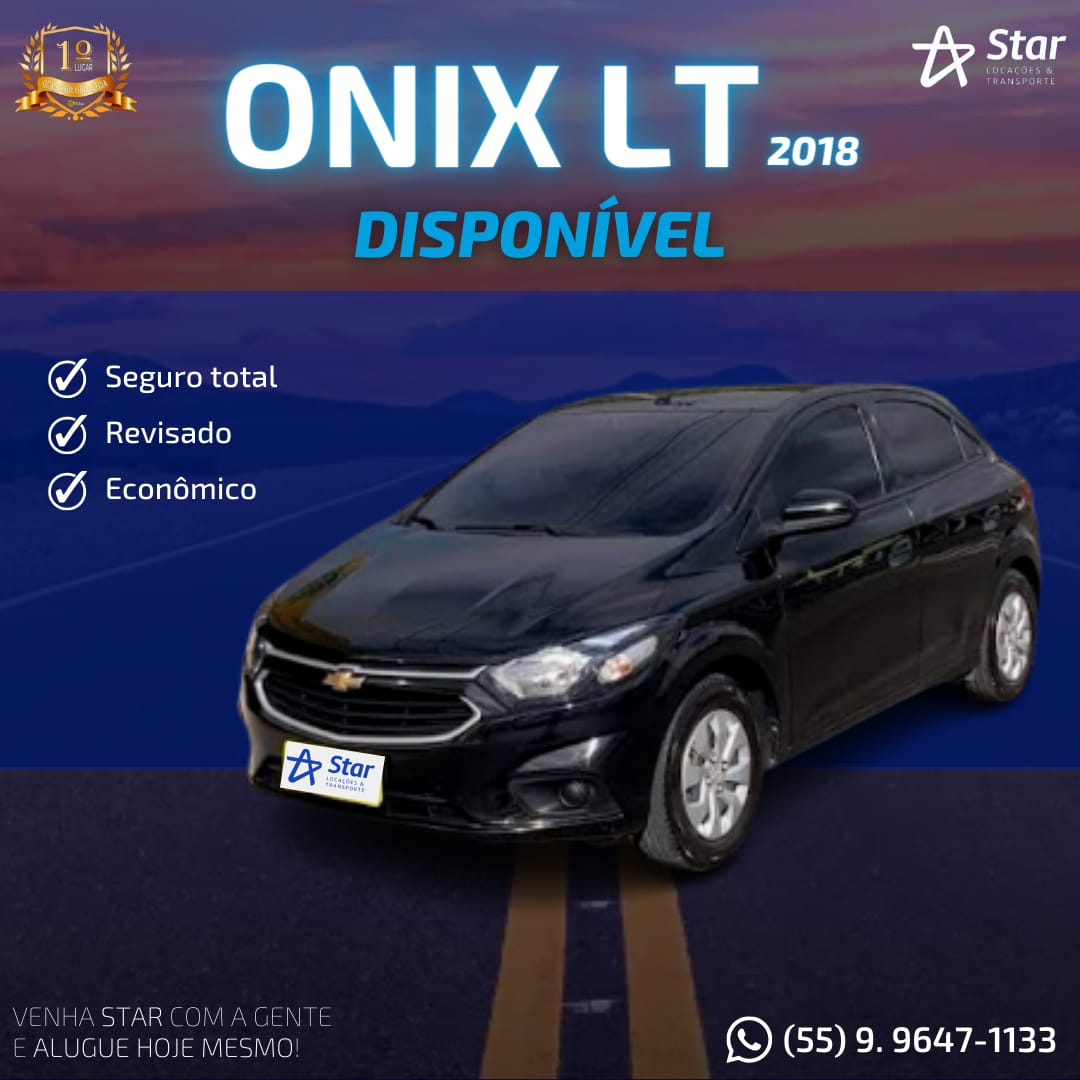 1º
LUGAR
Star
LOCAÇÕES &
TRANSPORTE
ONIX LT 2018
DISPONÍVEL
Seguro total
Revisado
Econômico
Star
LOCAÇÕES &
TRANSPORTE
VENHA STAR COM A GENTE
E ALUGUE HOJE MESMO!
(55) 9. 9647-1133